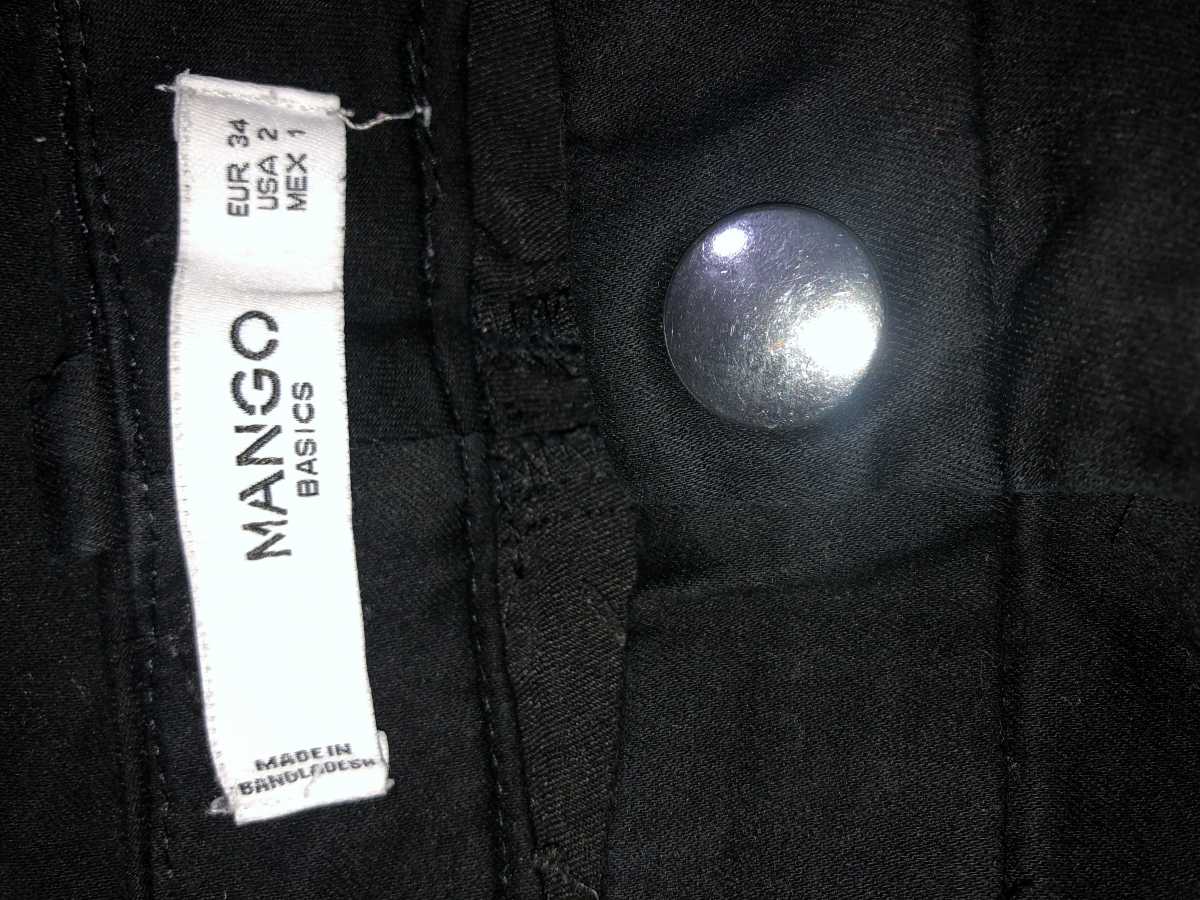 EUR 34
USA 2
MEX 1
MANGO
BASICS
MADE IN
BANGLADESH